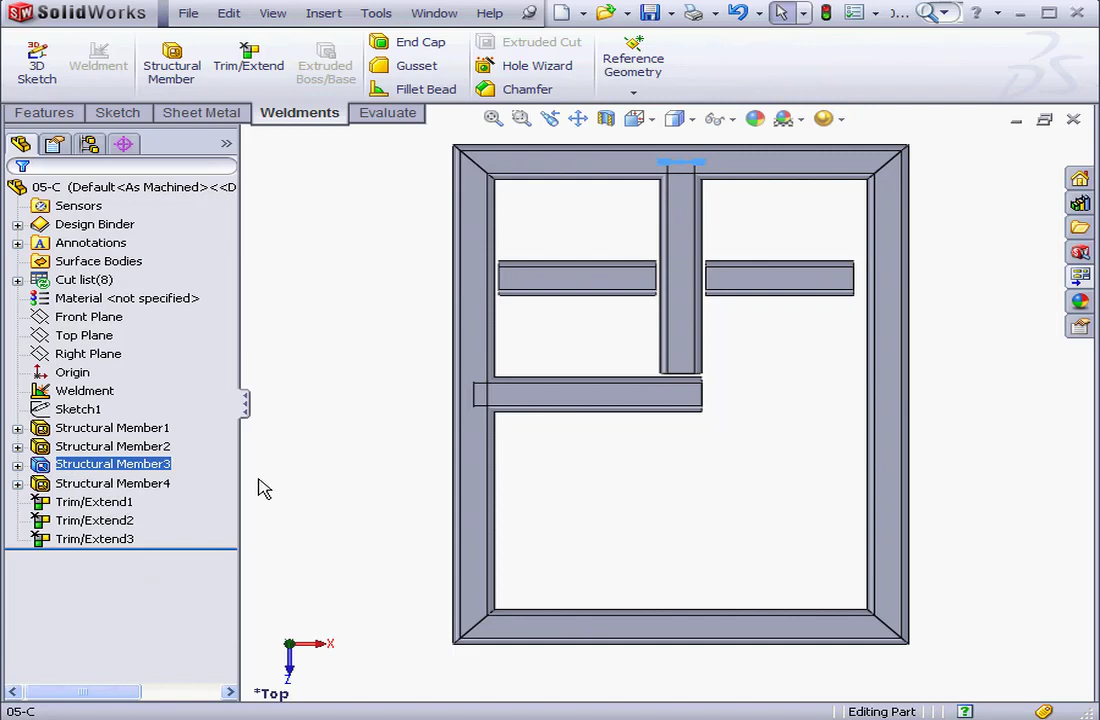 SolidWorks File Edit View Insert Tools Window Help )... ?
3D Sketch
Weldment
Structural Member
Trim/Extend
Extruded Boss/Base
End Cap
Gusset
Fillet Bead
Extruded Cut
Hole Wizard
Chamfer
Reference Geometry
Features Sketch Sheet Metal Weldments Evaluate
05-C (Default<As Machined><<D
Sensors
Design Binder
Annotations
Surface Bodies
Cut list(8)
Material <not specified>
Front Plane
Top Plane
Right Plane
Origin
Weldment
Sketch1
Structural Member1
Structural Member2
Structural Member3
Structural Member4
Trim/Extend1
Trim/Extend2
Trim/Extend3
X
Z
*Top
05-C Editing Part ?